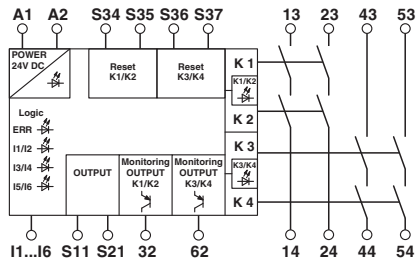 A1 A2 S34 S35 S36 S37 13 23 43 53
POWER
24V DC
Reset
K1/K2
Reset
K3/K4
K 1
K1/K2
K 2
Logic
ERR
I1/I2
I3/I4
I5/I6
K 3
K3/K4
K 4
OUTPUT
Monitoring
OUTPUT
K1/K2
Monitoring
OUTPUT
K3/K4
I1...I6 S11 S21 32 62 14 24 44 54